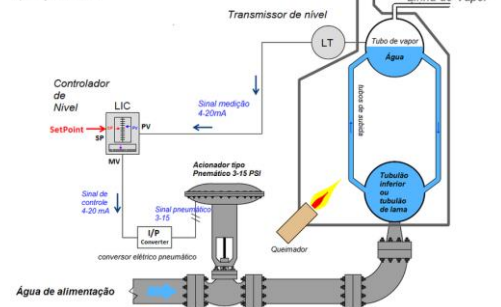 Transmissor de nível
LT
Tubo de vapor
Água
Controlador
de
Nível
LIC
Sinal medição
4-20mA
SetPoint
SP
PV
MV
tubos de subida
Acionador tipo
Pnemático 3-15 PSI
Tubulão
inferior
ou
tubulão
de lama
Sinal de
controle
4-20 mA
Sinal pneumático
3-15
I/P
Converter
conversor elétrico pneumático
Queimador
Água de alimentação